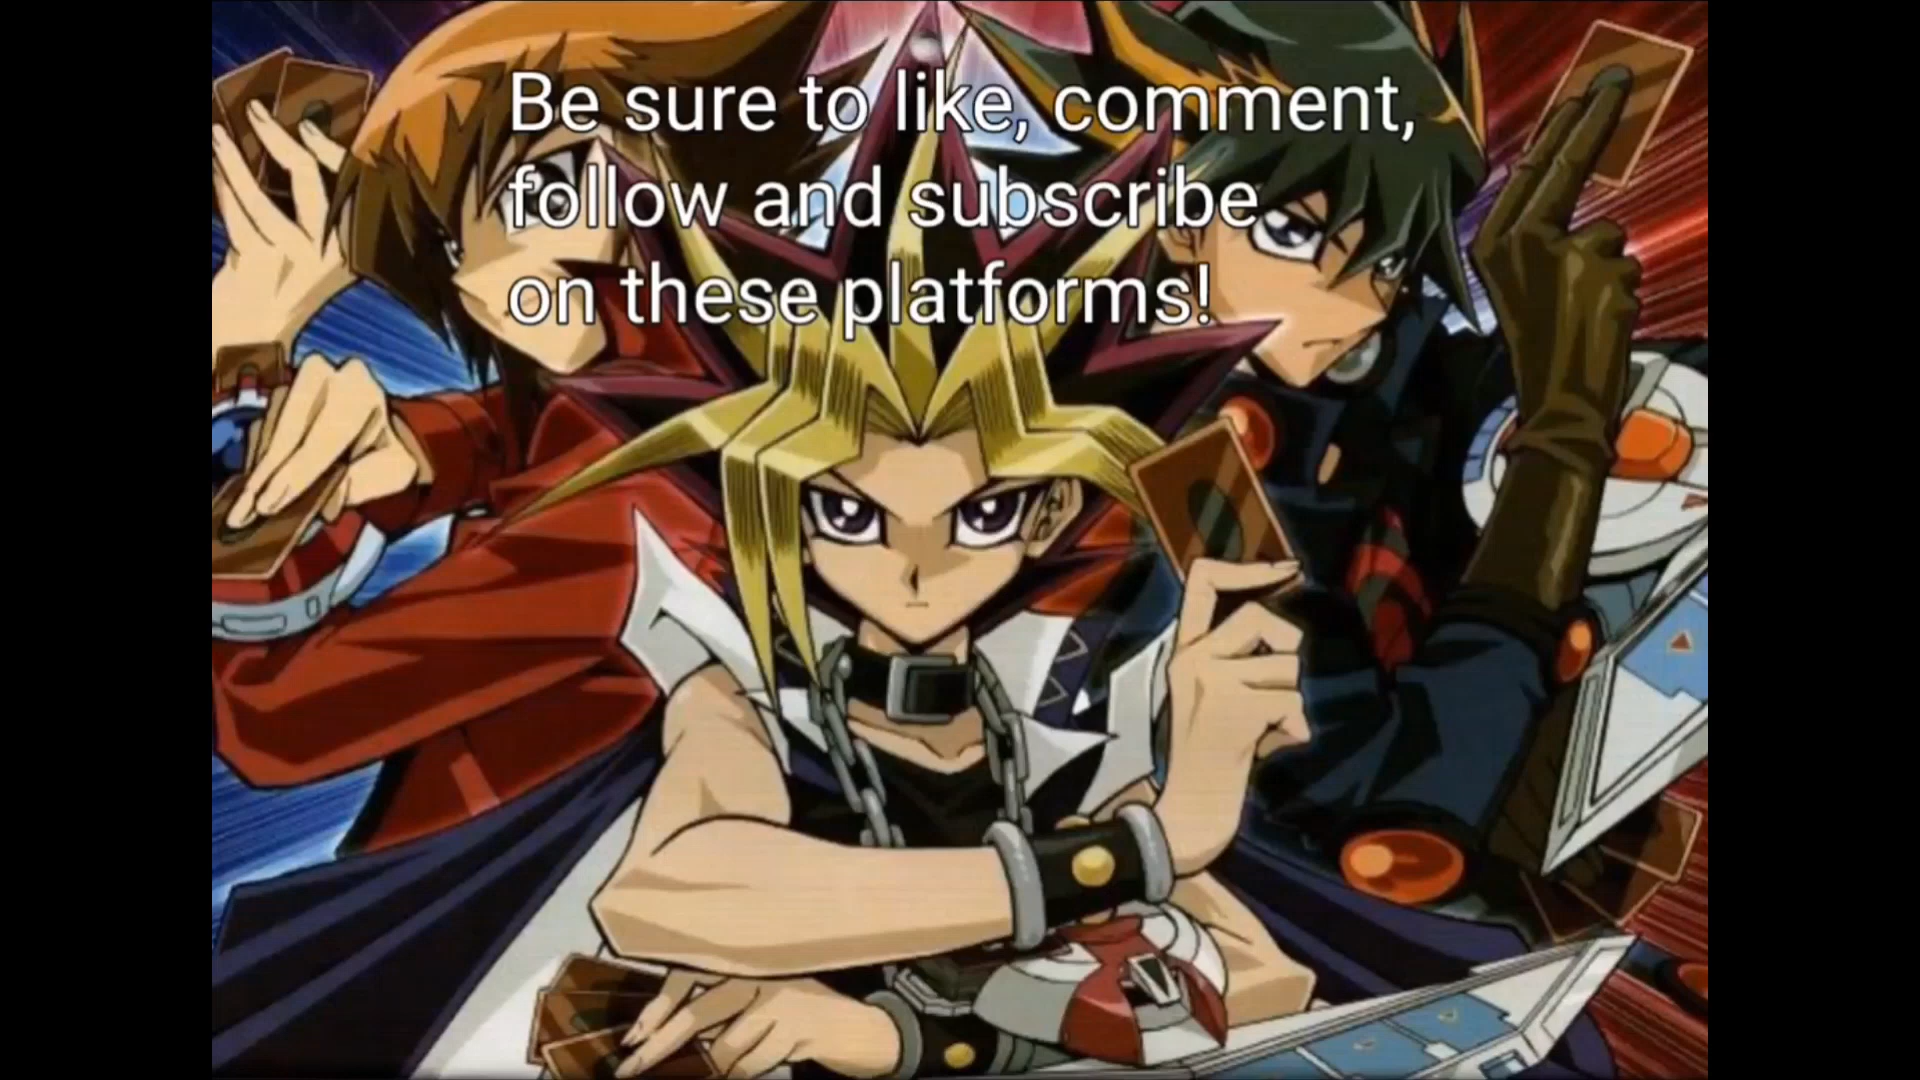 Be sure to like, comment,
follow and subscribe
on these platforms!